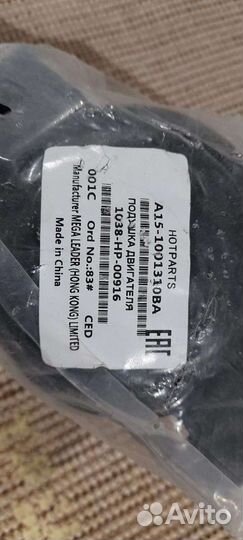 HOTPARTS
A15-1001310BA
ПОДУШКА ДВИГАТЕЛЯ
1038-HP-00916
001C Ord No.:83# CED
Manufacturer MEGA LEADER (HONG KONG) LIMITED
Made in China
EAC
Avito